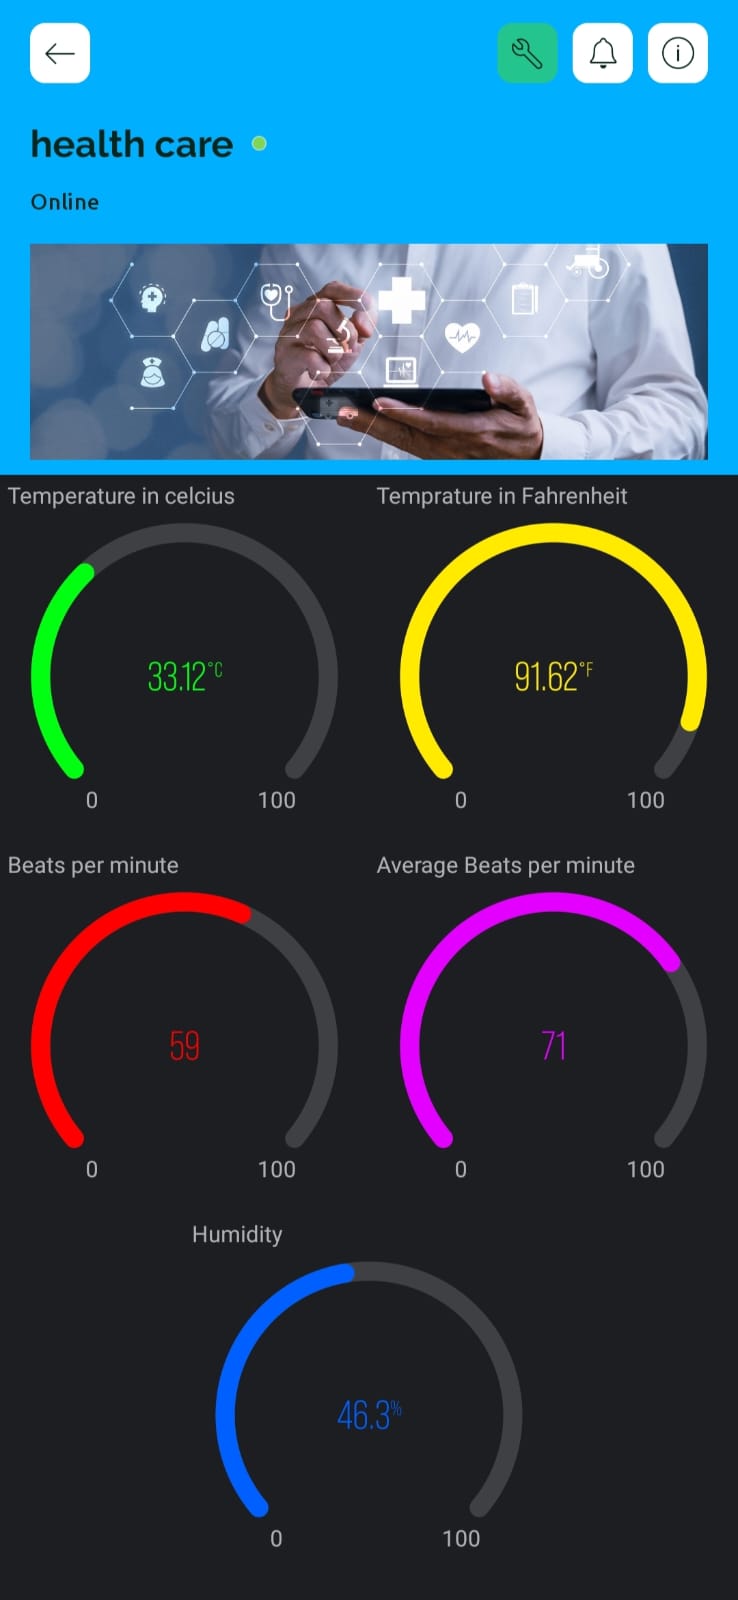 health care
Online
Temperature in celcius
Temprature in Fahrenheit
33.12°C
91.62°F
0
100
0
100
Beats per minute
Average Beats per minute
59
71
0
100
0
100
Humidity
46.3%
0
100